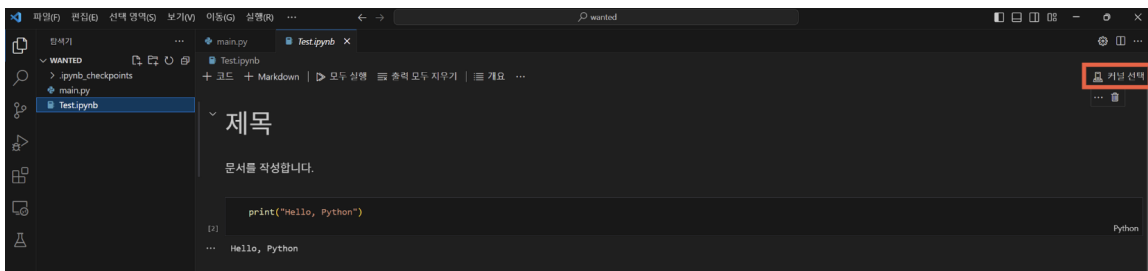 파일(F) 편집(E) 선택 영역(S) 보기(V) 이동(G) 실행(R) ··· wanted
탐색기 ··· main.py Test.ipynb
WANTED Test.ipynb
.ipynb_checkpoints + 코드 + Markdown 모두 실행 출력 모두 지우기 개요 ··· 커널 선택
main.py
Test.ipynb
제목
문서를 작성합니다.
print("Hello, Python")
[2] Python
Hello, Python